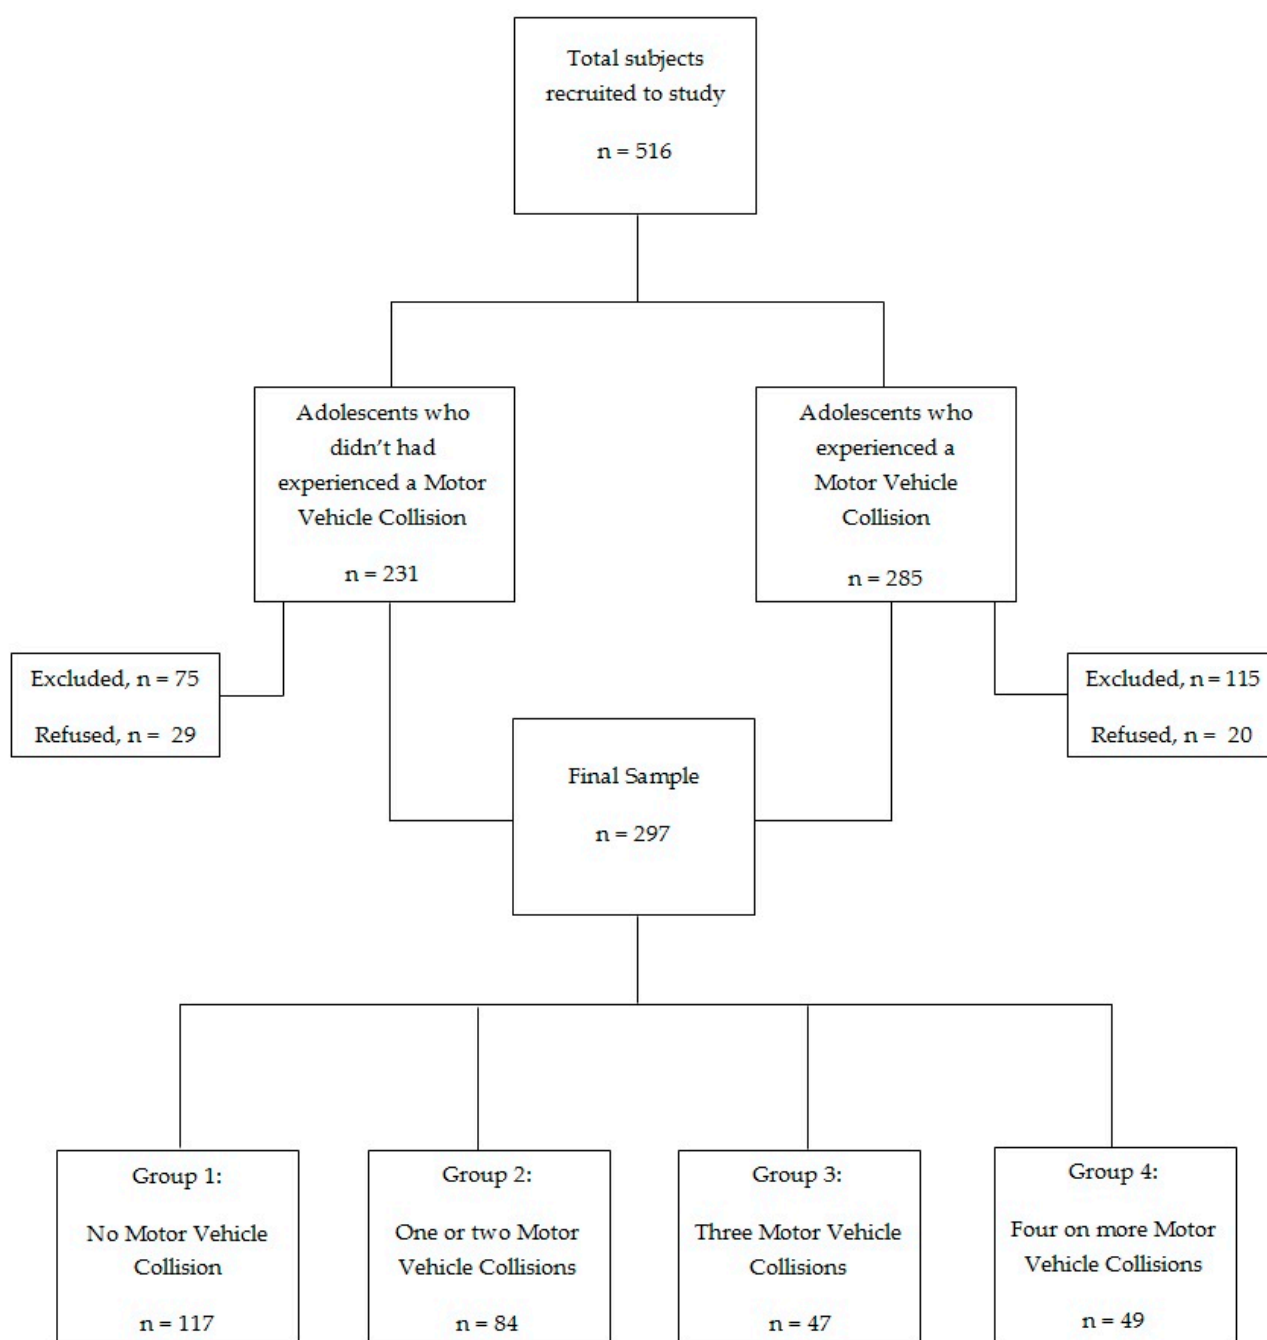 Total subjects
recruited to study
n = 516
Adolescents who
didn't had
experienced a Motor
Vehicle Collision
n = 231
Adolescents who
experienced a
Motor Vehicle
Collision
n = 285
Excluded, n = 75
Refused, n = 29
Excluded, n = 115
Refused, n = 20
Final Sample
n = 297
Group 1:
No Motor Vehicle
Collision
n = 117
Group 2:
One or two Motor
Vehicle Collisions
n = 84
Group 3:
Three Motor Vehicle
Collisions
n = 47
Group 4:
Four on more Motor
Vehicle Collisions
n = 49